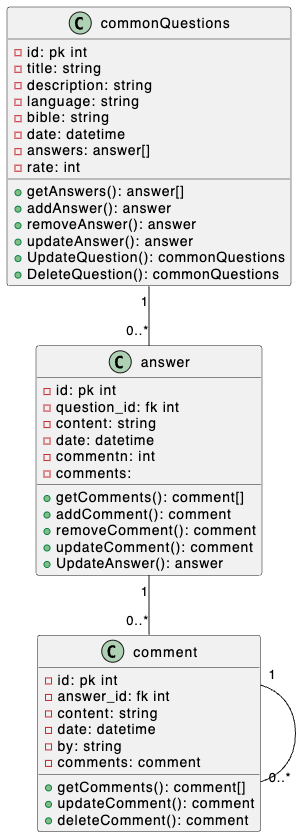 C commonQuestions
id: pk int
title: string
description: string
language: string
bible: string
date: datetime
answers: answer[]
rate: int
getAnswers(): answer[]
addAnswer(): answer
removeAnswer(): answer
updateAnswer(): answer
UpdateQuestion(): commonQuestions
DeleteQuestion(): commonQuestions
1
0..*
C answer
id: pk int
question_id: fk int
content: string
date: datetime
commentn: int
comments:
getComments(): comment[]
addComment(): comment
removeComment(): comment
updateComment(): comment
UpdateAnswer(): answer
1
0..*
C comment
id: pk int
answer_id: fk int
content: string
date: datetime
by: string
comments: comment
getComments(): comment[]
updateComment(): comment
deleteComment(): comment
1
0..*